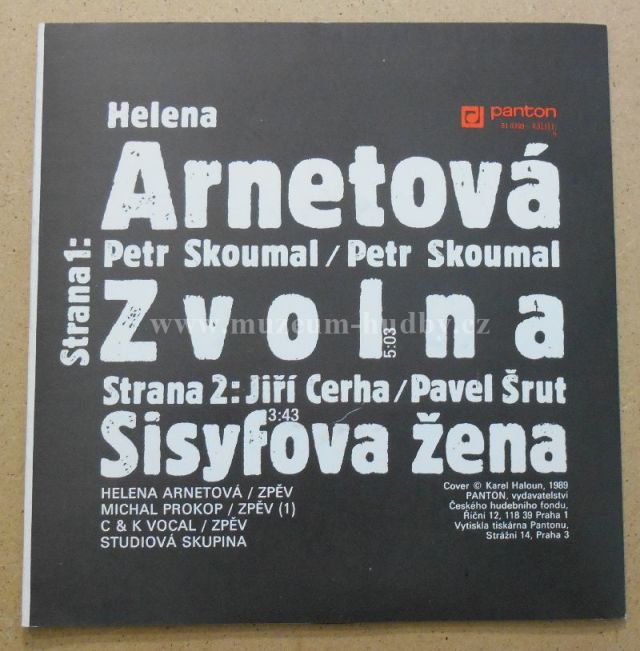 Helena
panton
Arnetová
Petr Skoumal / Petr Skoumal
Strana 1:
Zvolna
5:03
www.muzeum-hudby.cz
Strana 2: Jiří Cerha / Pavel Šrut
3:43
Sisyfova žena
HELENA ARNETOVÁ / ZPĚV
MICHAL PROKOP / ZPĚV (1)
C & K VOCAL / ZPĚV
STUDIOVÁ SKUPINA
Cover © Karel Haloun, 1989
PANTON, vydavatelství
Českého hudebního fondu,
Říční 12, 118 39 Praha 1
Vytiskla tiskárna Pantonu,
Strážní 14, Praha 3